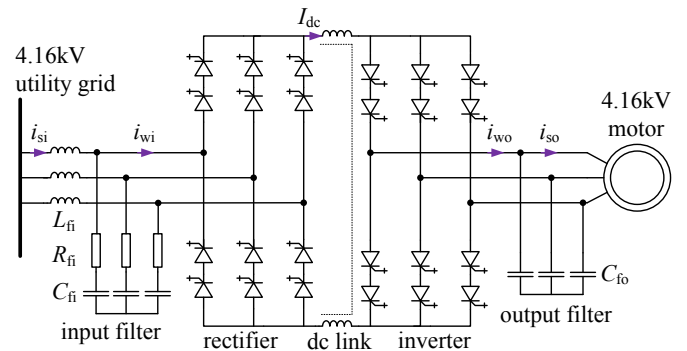 I_dc
4.16kV
utility grid
4.16kV
motor
i_si
i_wi
i_wo
i_so
L_fi
R_fi
C_fi
C_fo
input filter
rectifier
dc link
inverter
output filter